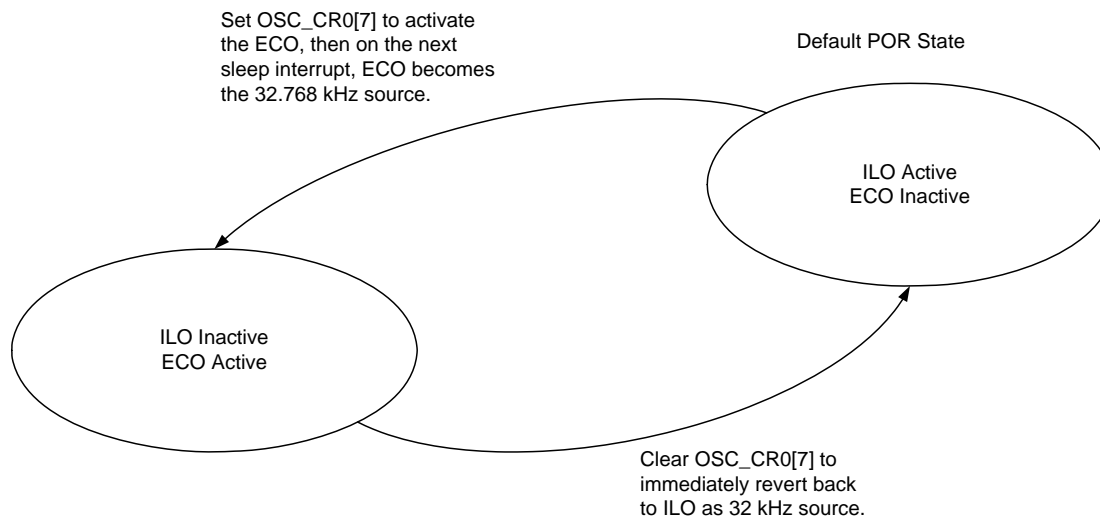 Set OSC_CR0[7] to activate
the ECO, then on the next
sleep interrupt, ECO becomes
the 32.768 kHz source.
Default POR State
ILO Active
ECO Inactive
ILO Inactive
ECO Active
Clear OSC_CR0[7] to
immediately revert back
to ILO as 32 kHz source.